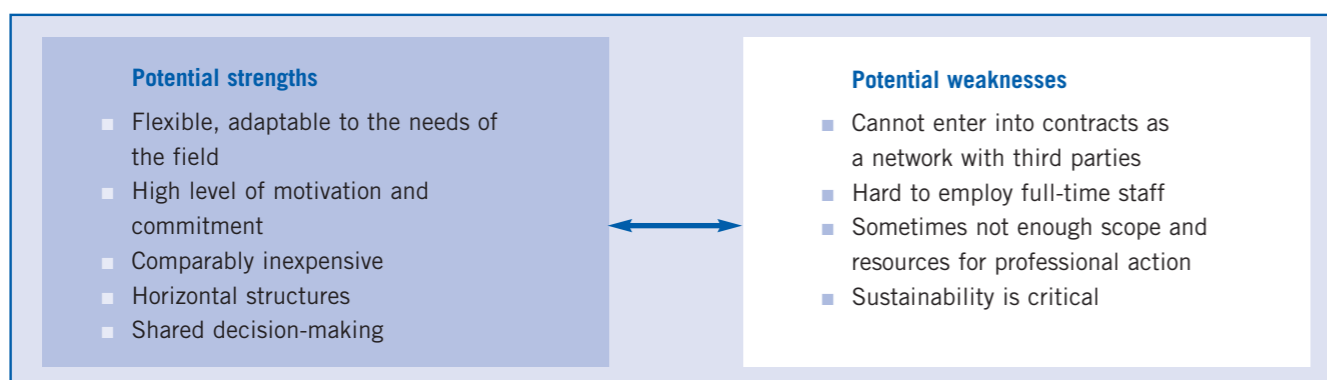 Potential strengths
Flexible, adaptable to the needs of
the field
High level of motivation and
commitment
Comparably inexpensive
Horizontal structures
Shared decision-making
Potential weaknesses
Cannot enter into contracts as
a network with third parties
Hard to employ full-time staff
Sometimes not enough scope and
resources for professional action
Sustainability is critical